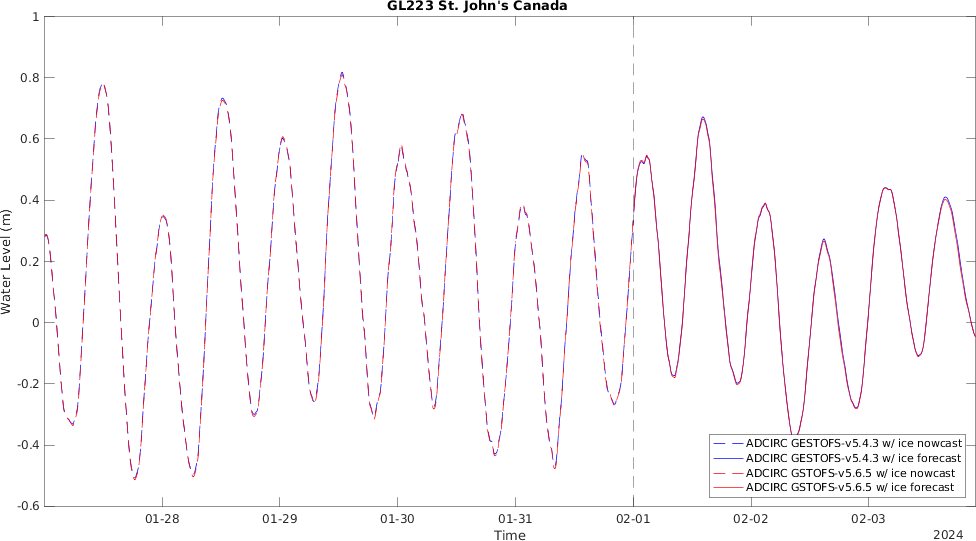 GL223 St. John's Canada
1
0.8
0.6
0.4
0.2
0
-0.2
-0.4
-0.6
Water Level (m)
ADCIRC GESTOFS-v5.4.3 w/ ice nowcast
ADCIRC GESTOFS-v5.4.3 w/ ice forecast
ADCIRC GSTOFS-v5.6.5 w/ ice nowcast
ADCIRC GSTOFS-v5.6.5 w/ ice forecast
01-28 01-29 01-30 01-31 02-01 02-02 02-03
Time
2024